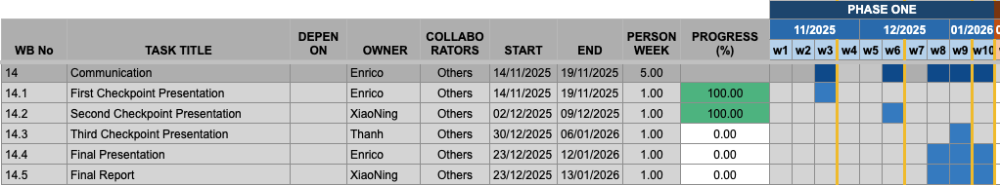 PHASE ONE
11/2025 12/2025 01/2026
WB No TASK TITLE DEPEN ON OWNER COLLABO RATORS START END PERSON WEEK PROGRESS (%) w1 w2 w3 w4 w5 w6 w7 w8 w9 w10
14 Communication Enrico Others 14/11/2025 19/11/2025 5.00
14.1 First Checkpoint Presentation Enrico Others 14/11/2025 19/11/2025 1.00 100.00
14.2 Second Checkpoint Presentation XiaoNing Others 02/12/2025 09/12/2025 1.00 100.00
14.3 Third Checkpoint Presentation Thanh Others 30/12/2025 06/01/2026 1.00 0.00
14.4 Final Presentation Enrico Others 23/12/2025 12/01/2026 1.00 0.00
14.5 Final Report XiaoNing Others 23/12/2025 13/01/2026 1.00 0.00